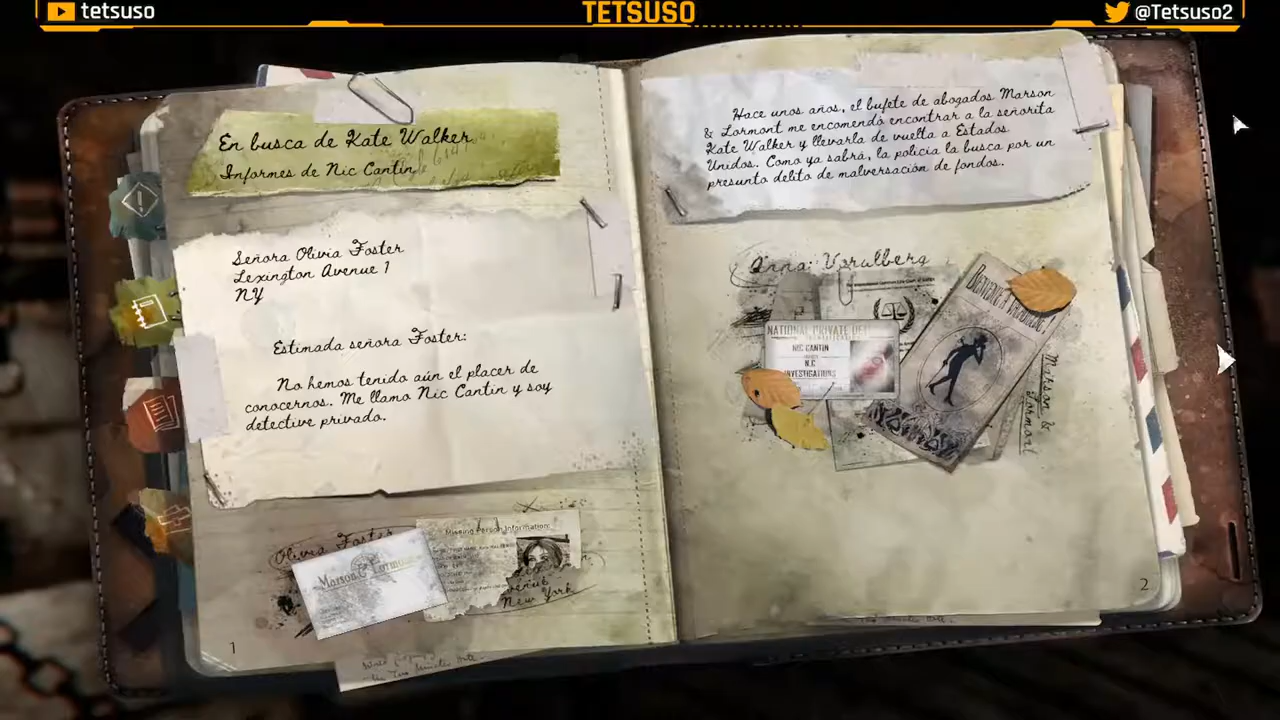 tetsuso
TETSUSO
@Tetsuso2
En busca de Kate Walker
Informes de Nic Cantin
Señora Olivia Foster
Lexington Avenue 1
NY
Estimada señora Foster:
No hemos tenido aún el placer de
conocernos. Me llamo Nic Cantin y soy
detective privado.
Olivia Foster
Missing Person Information:
New York
1
Hace unos años, el bufete de abogados Marson
& Lormont me encomendó encontrar a la señorita
Kate Walker y llevarla de vuelta a Estados
Unidos. Como ya sabrá, la policía la busca por un
presunto delito de malversación de fondos.
Anna Voralberg
NATIONAL PRIVATE
NIC CANTIN
N.C
INVESTIGATIONS
Marson &
Lormont
2